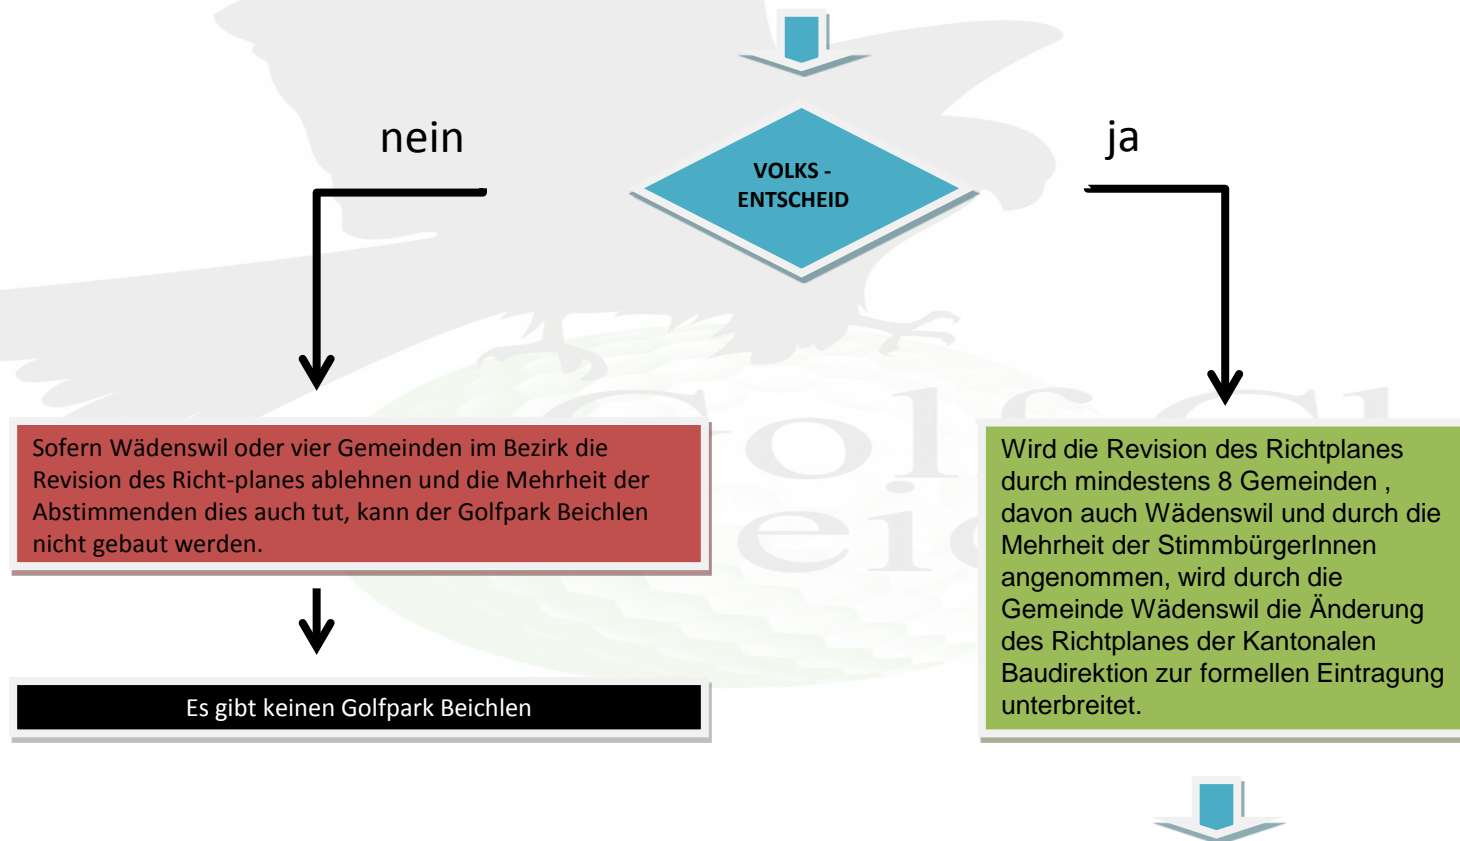 nein
VOLKS -
ENTSCHEID
ja
Sofern Wädenswil oder vier Gemeinden im Bezirk die
Revision des Richt-planes ablehnen und die Mehrheit der
Abstimmenden dies auch tut, kann der Golfpark Beichlen
nicht gebaut werden.
Es gibt keinen Golfpark Beichlen
Wird die Revision des Richtplanes
durch mindestens 8 Gemeinden ,
davon auch Wädenswil und durch die
Mehrheit der StimmbürgerInnen
angenommen, wird durch die
Gemeinde Wädenswil die Änderung
des Richtplanes der Kantonalen
Baudirektion zur formellen Eintragung
unterbreitet.